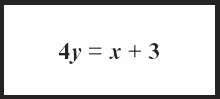 4y = x + 3